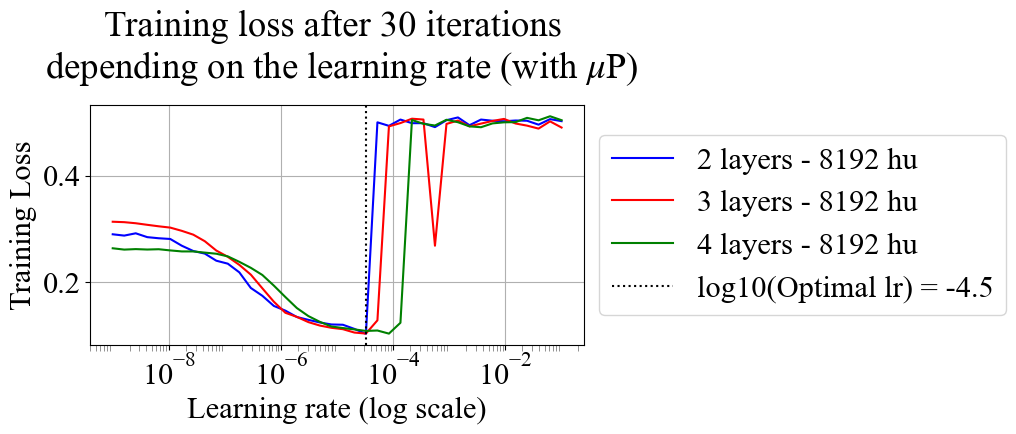 Training loss after 30 iterations
depending on the learning rate (with μP)
Training Loss
0.4
0.2
10⁻⁸
10⁻⁶
10⁻⁴
10⁻²
Learning rate (log scale)
2 layers - 8192 hu
3 layers - 8192 hu
4 layers - 8192 hu
log10(Optimal lr) = -4.5